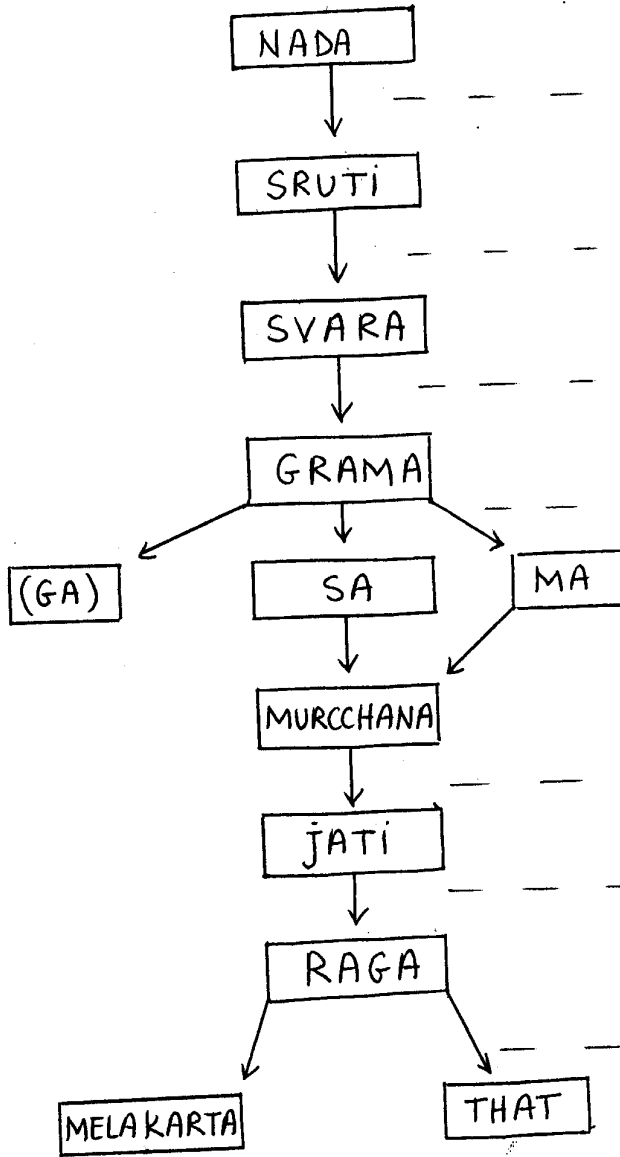 NADA
SRUTi
SVARA
GRAMA
(GA)
SA
MA
MURCCHANA
jATi
RAGA
MELAKARTA
THAT